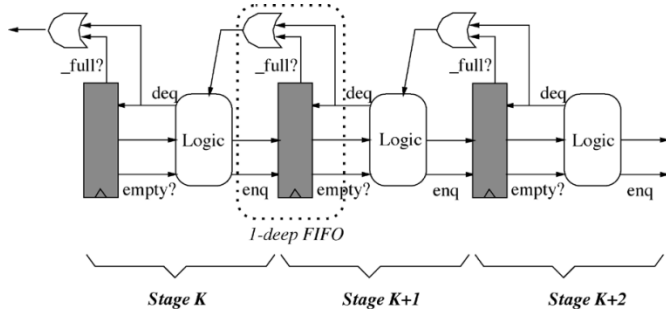 _full? _full? _full?
deq deq deq
Logic Logic Logic
empty? enq empty? enq empty? enq
1-deep FIFO
Stage K Stage K+1 Stage K+2